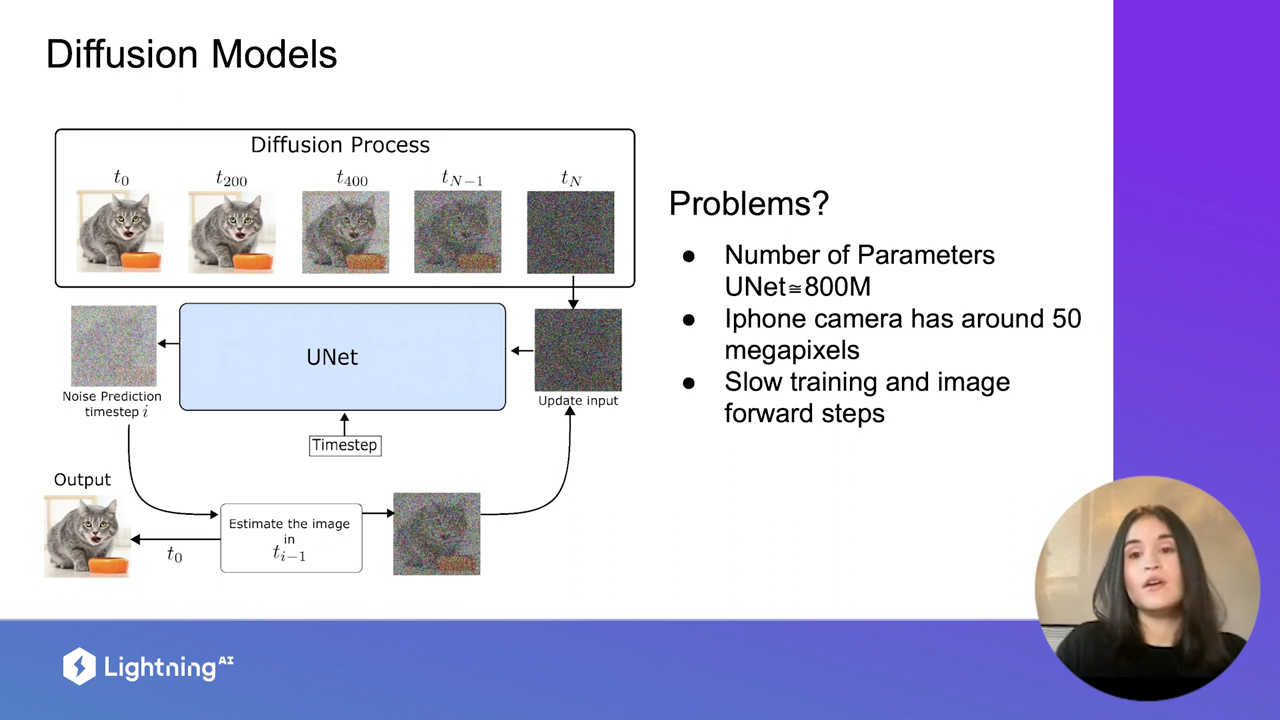 Diffusion Models
Diffusion Process
t0 t200 t400 tN−1 tN
UNet
Noise Prediction
timestep i
Update input
Timestep
Output
Estimate the image
in
ti−1
t0
Problems?
● Number of Parameters
UNet≅800M
● Iphone camera has around 50
megapixels
● Slow training and image
forward steps
Lightning AI